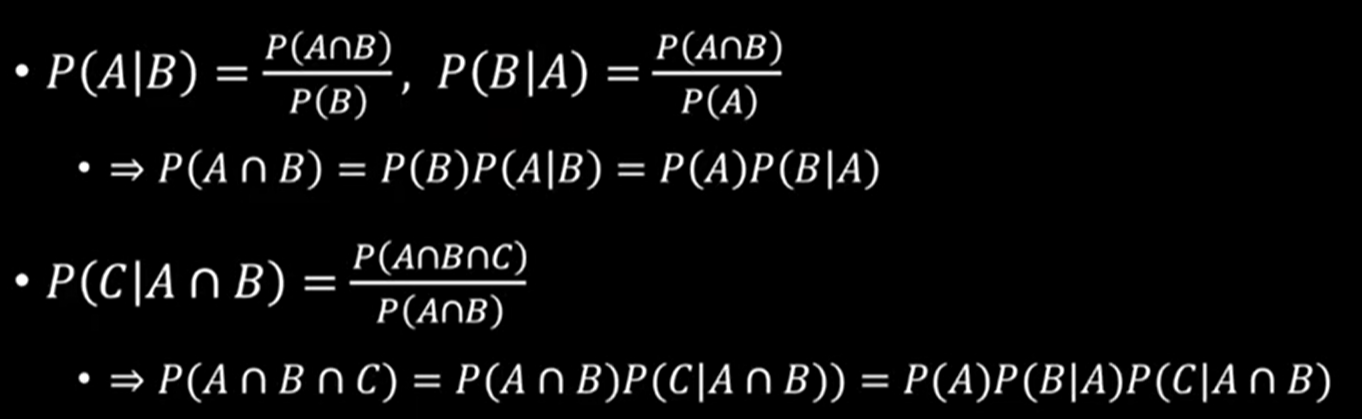 • P(A|B) = P(A∩B)/P(B), P(B|A) = P(A∩B)/P(A)
• ⇒ P(A ∩ B) = P(B)P(A|B) = P(A)P(B|A)
• P(C|A ∩ B) = P(A∩B∩C)/P(A∩B)
• ⇒ P(A ∩ B ∩ C) = P(A ∩ B)P(C|A ∩ B)) = P(A)P(B|A)P(C|A ∩ B)